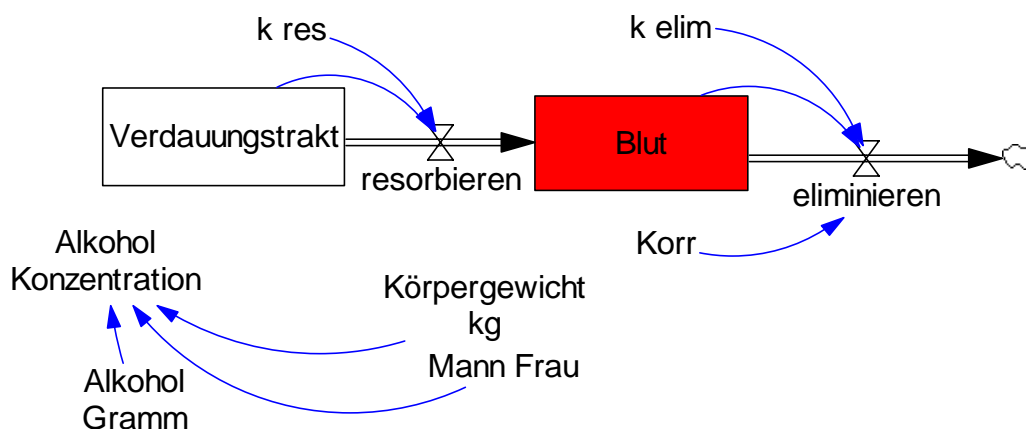 k res
k elim
Verdauungstrakt
Blut
resorbieren
eliminieren
Alkohol
Konzentration
Korr
Körpergewicht
kg
Mann Frau
Alkohol
Gramm